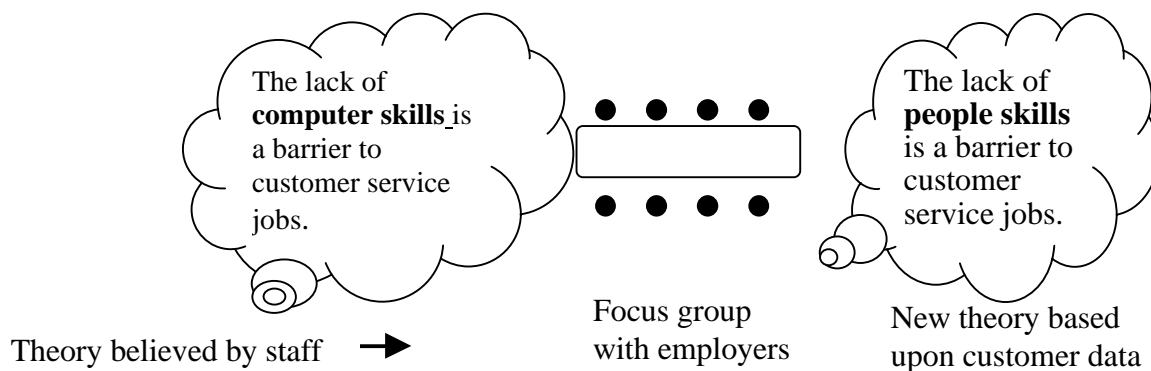 The lack of
computer skills is
a barrier to
customer service
jobs.
The lack of
people skills
is a barrier to
customer
service jobs.
Theory believed by staff
Focus group
with employers
New theory based
upon customer data